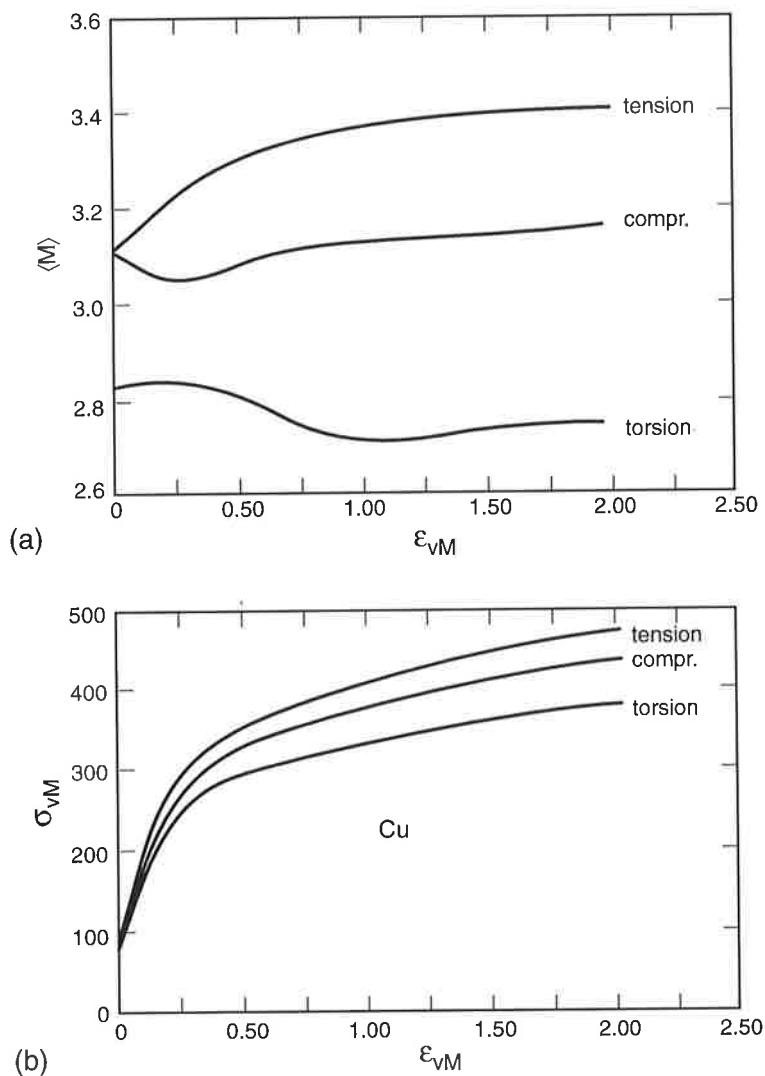 3.6
3.4
3.2
3.0
2.8
2.6
⟨M⟩
tension
compr.
torsion
0 0.50 1.00 1.50 2.00 2.50
(a)
εvM
500
400
300
200
100
0
σvM
tension
compr.
torsion
Cu
0 0.50 1.00 1.50 2.00 2.50
(b)
εvM